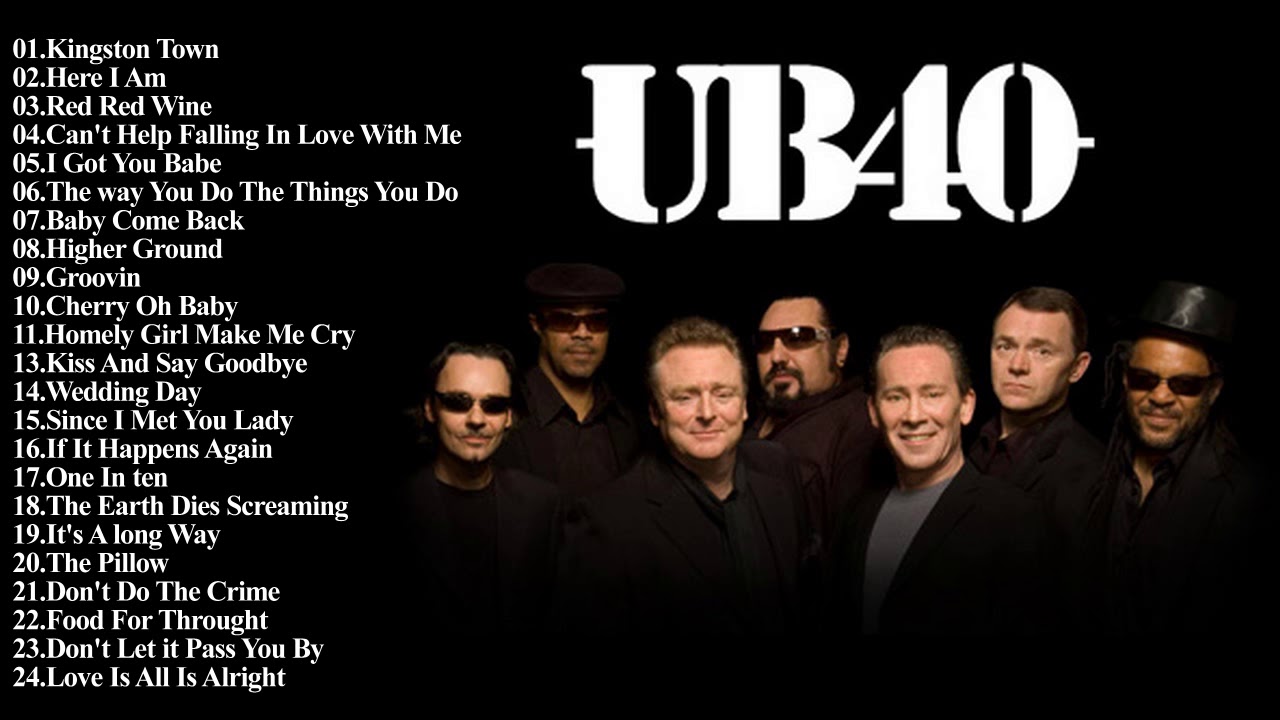 01.Kingston Town
02.Here I Am
03.Red Red Wine
04.Can't Help Falling In Love With Me
05.I Got You Babe
06.The way You Do The Things You Do
07.Baby Come Back
08.Higher Ground
09.Groovin
10.Cherry Oh Baby
11.Homely Girl Make Me Cry
13.Kiss And Say Goodbye
14.Wedding Day
15.Since I Met You Lady
16.If It Happens Again
17.One In ten
18.The Earth Dies Screaming
19.It's A long Way
20.The Pillow
21.Don't Do The Crime
22.Food For Throught
23.Don't Let it Pass You By
24.Love Is All Is Alright
UB40